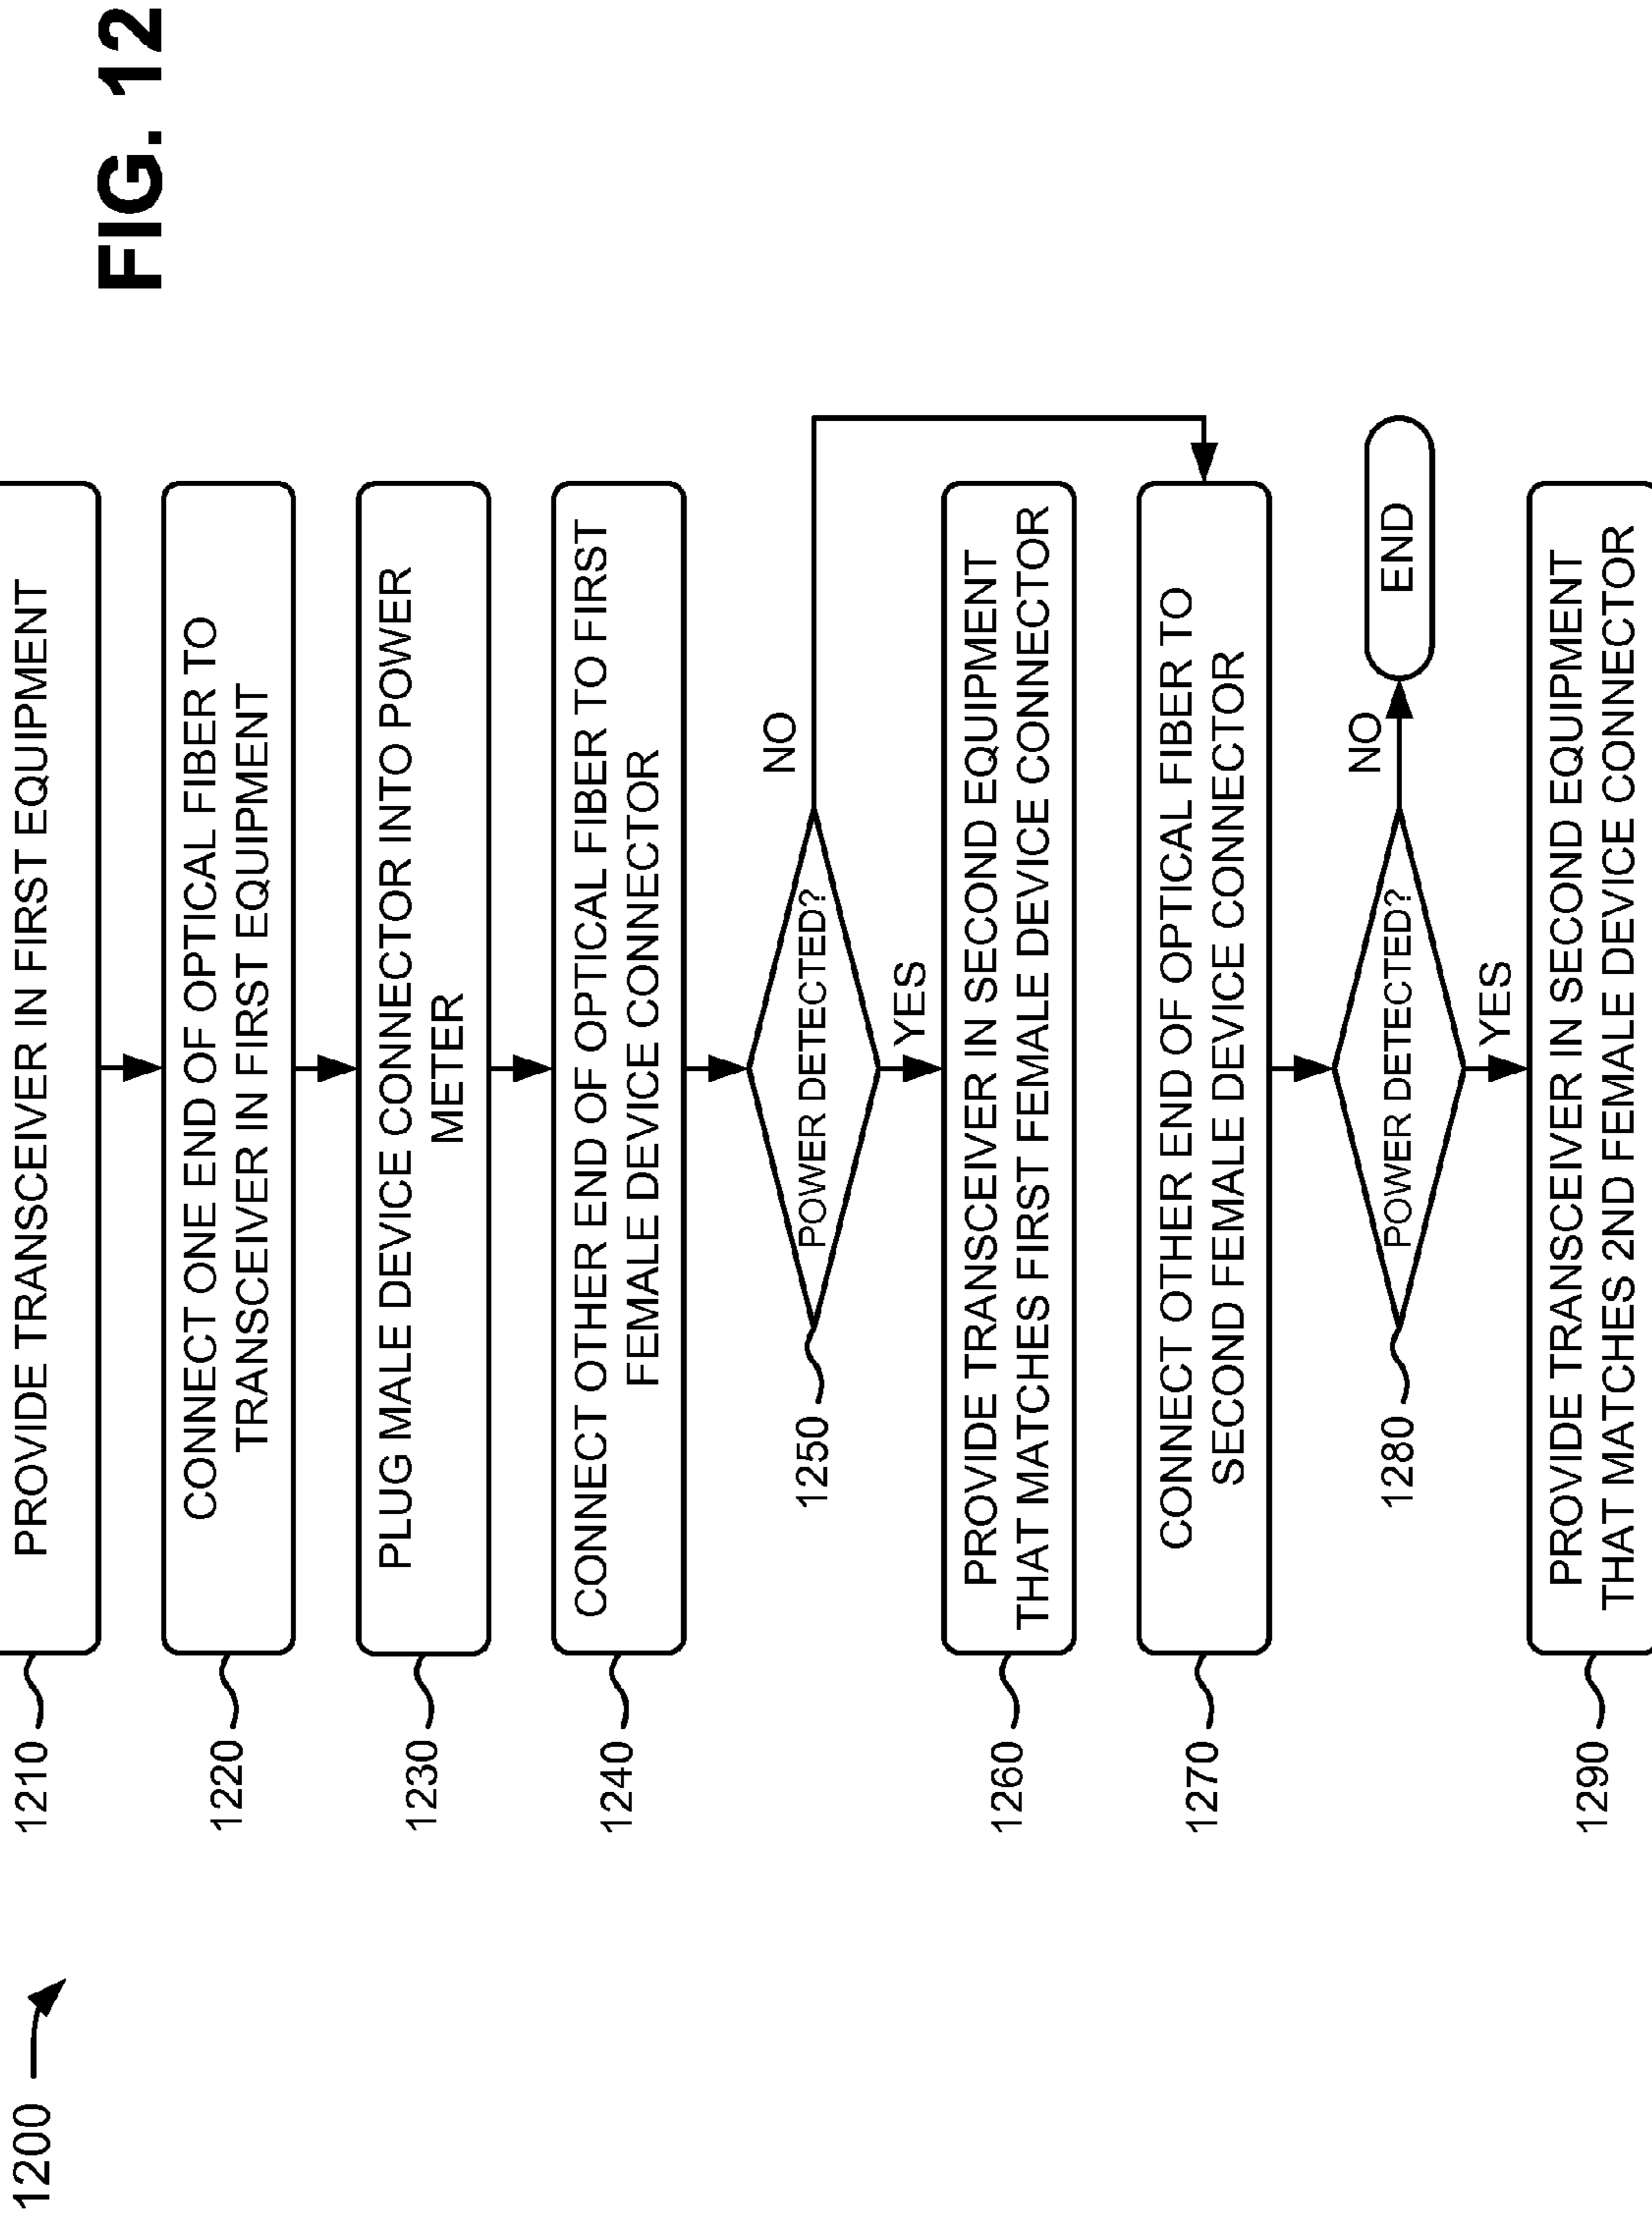 FIG. 12
1200
1210
PROVIDE TRANSCEIVER IN FIRST EQUIPMENT
1220
CONNECT ONE END OF OPTICAL FIBER TO
TRANSCEIVER IN FIRST EQUIPMENT
1230
PLUG MALE DEVICE CONNECTOR INTO POWER
METER
1240
CONNECT OTHER END OF OPTICAL FIBER TO FIRST
FEMALE DEVICE CONNECTOR
1250
POWER DETECTED?
NO
YES
1260
PROVIDE TRANSCEIVER IN SECOND EQUIPMENT
THAT MATCHES FIRST FEMALE DEVICE CONNECTOR
1270
CONNECT OTHER END OF OPTICAL FIBER TO
SECOND FEMALE DEVICE CONNECTOR
1280
POWER DETECTED?
NO
END
YES
1290
PROVIDE TRANSCEIVER IN SECOND EQUIPMENT
THAT MATCHES 2ND FEMALE DEVICE CONNECTOR